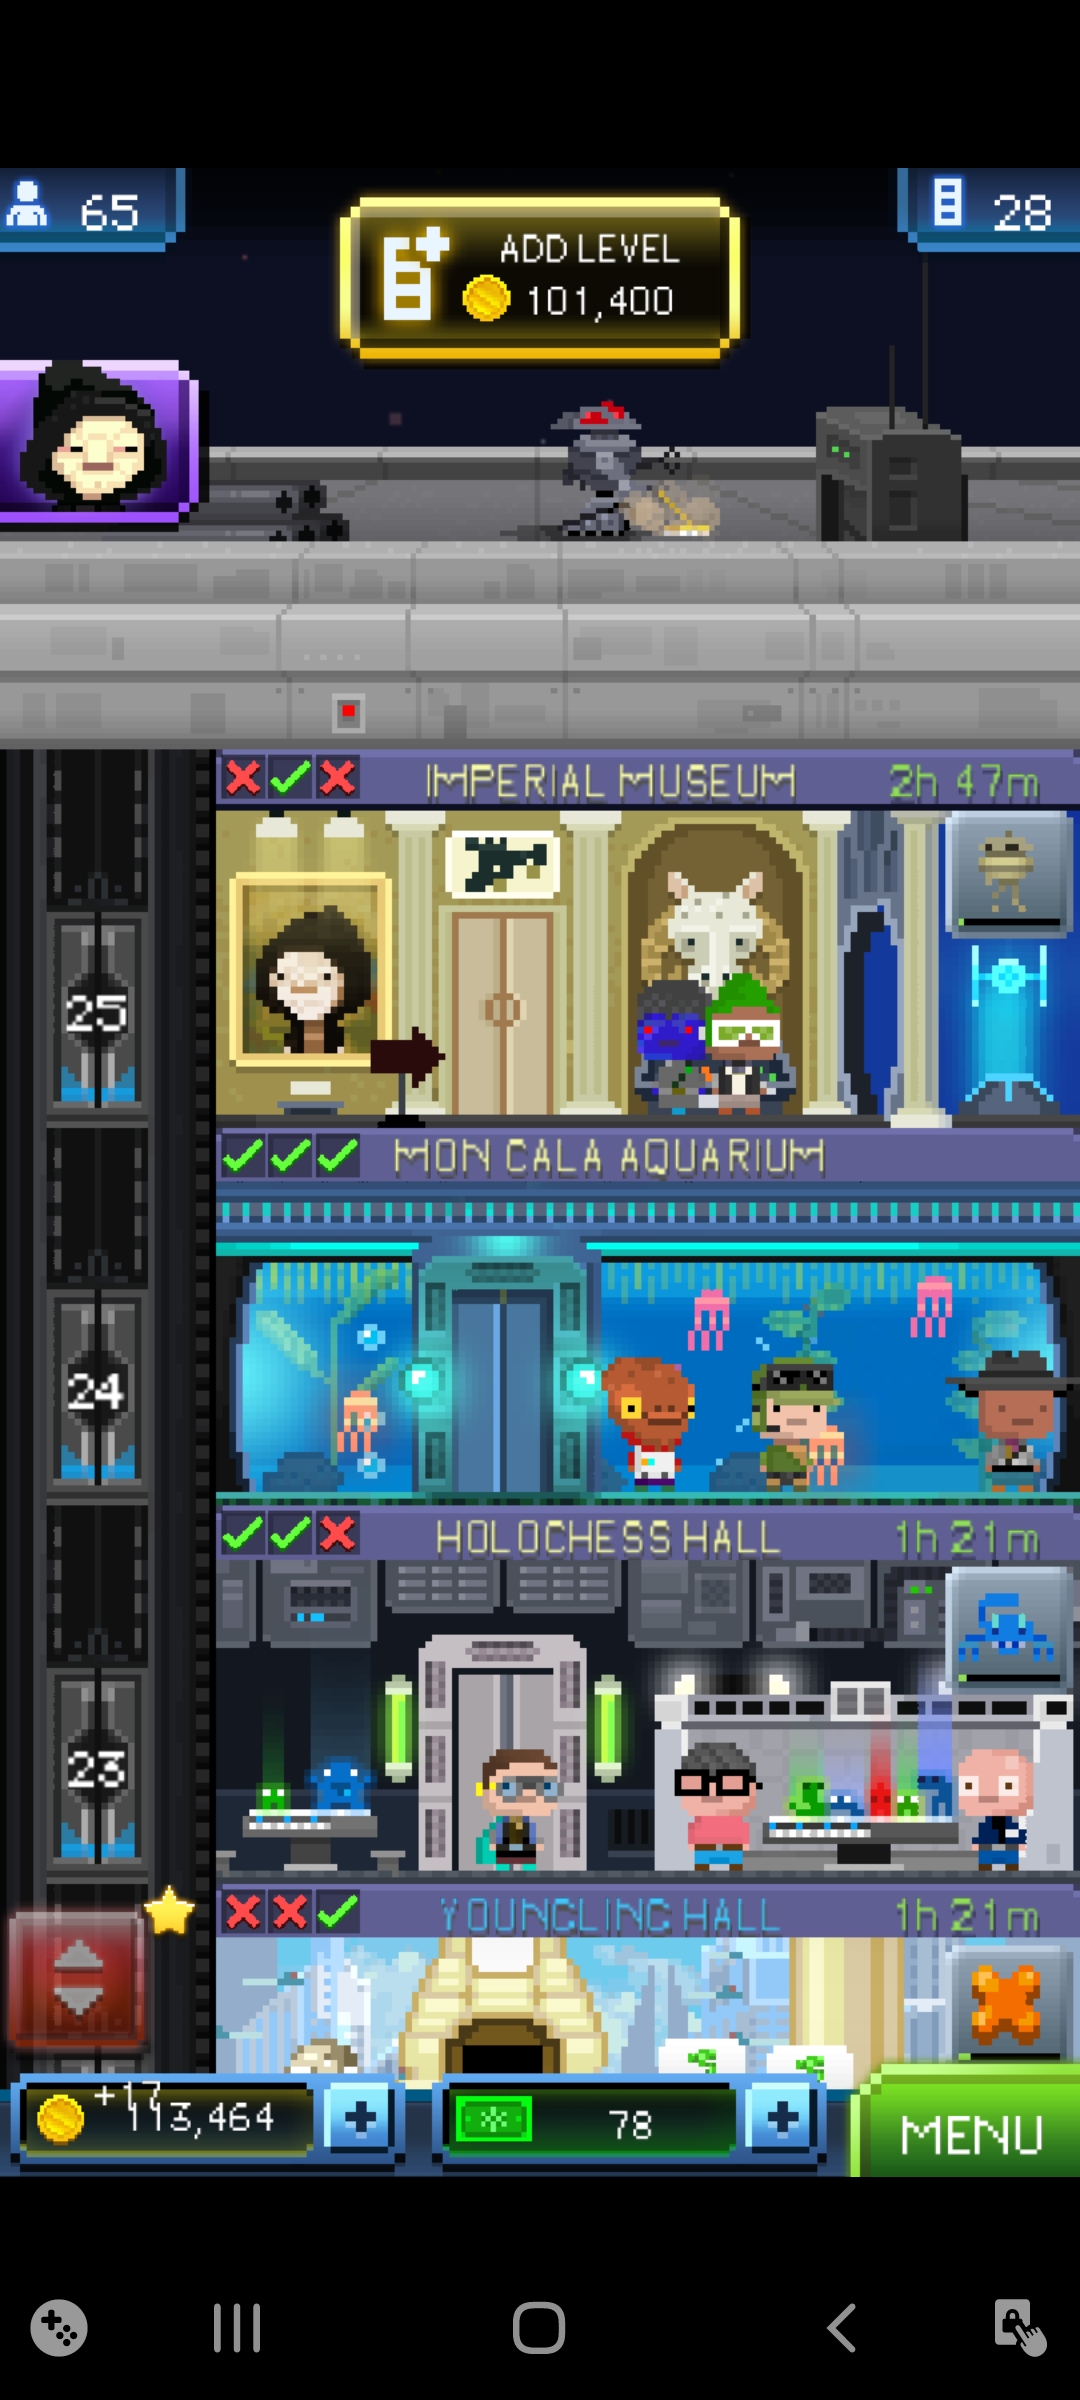 65
28
ADD LEVEL
101,400
IMPERIAL MUSEUM 2h 47m
25
MON CALA AQUARIUM
24
HOLOCHESS HALL 1h 21m
23
YOUNGLING HALL 1h 21m
+17
113,464
78
MENU